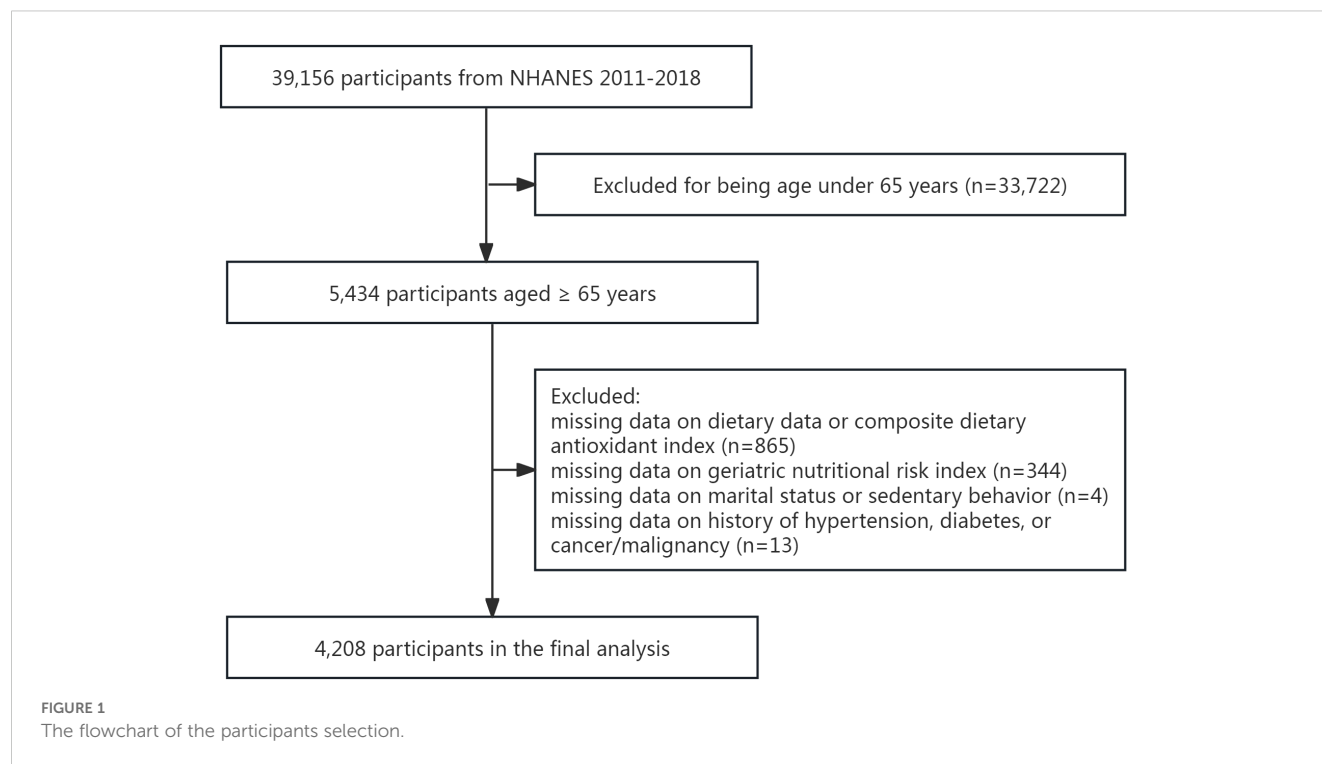 39,156 participants from NHANES 2011-2018
Excluded for being age under 65 years (n=33,722)
5,434 participants aged ≥ 65 years
Excluded:
missing data on dietary data or composite dietary
antioxidant index (n=865)
missing data on geriatric nutritional risk index (n=344)
missing data on marital status or sedentary behavior (n=4)
missing data on history of hypertension, diabetes, or
cancer/malignancy (n=13)
4,208 participants in the final analysis
FIGURE 1
The flowchart of the participants selection.